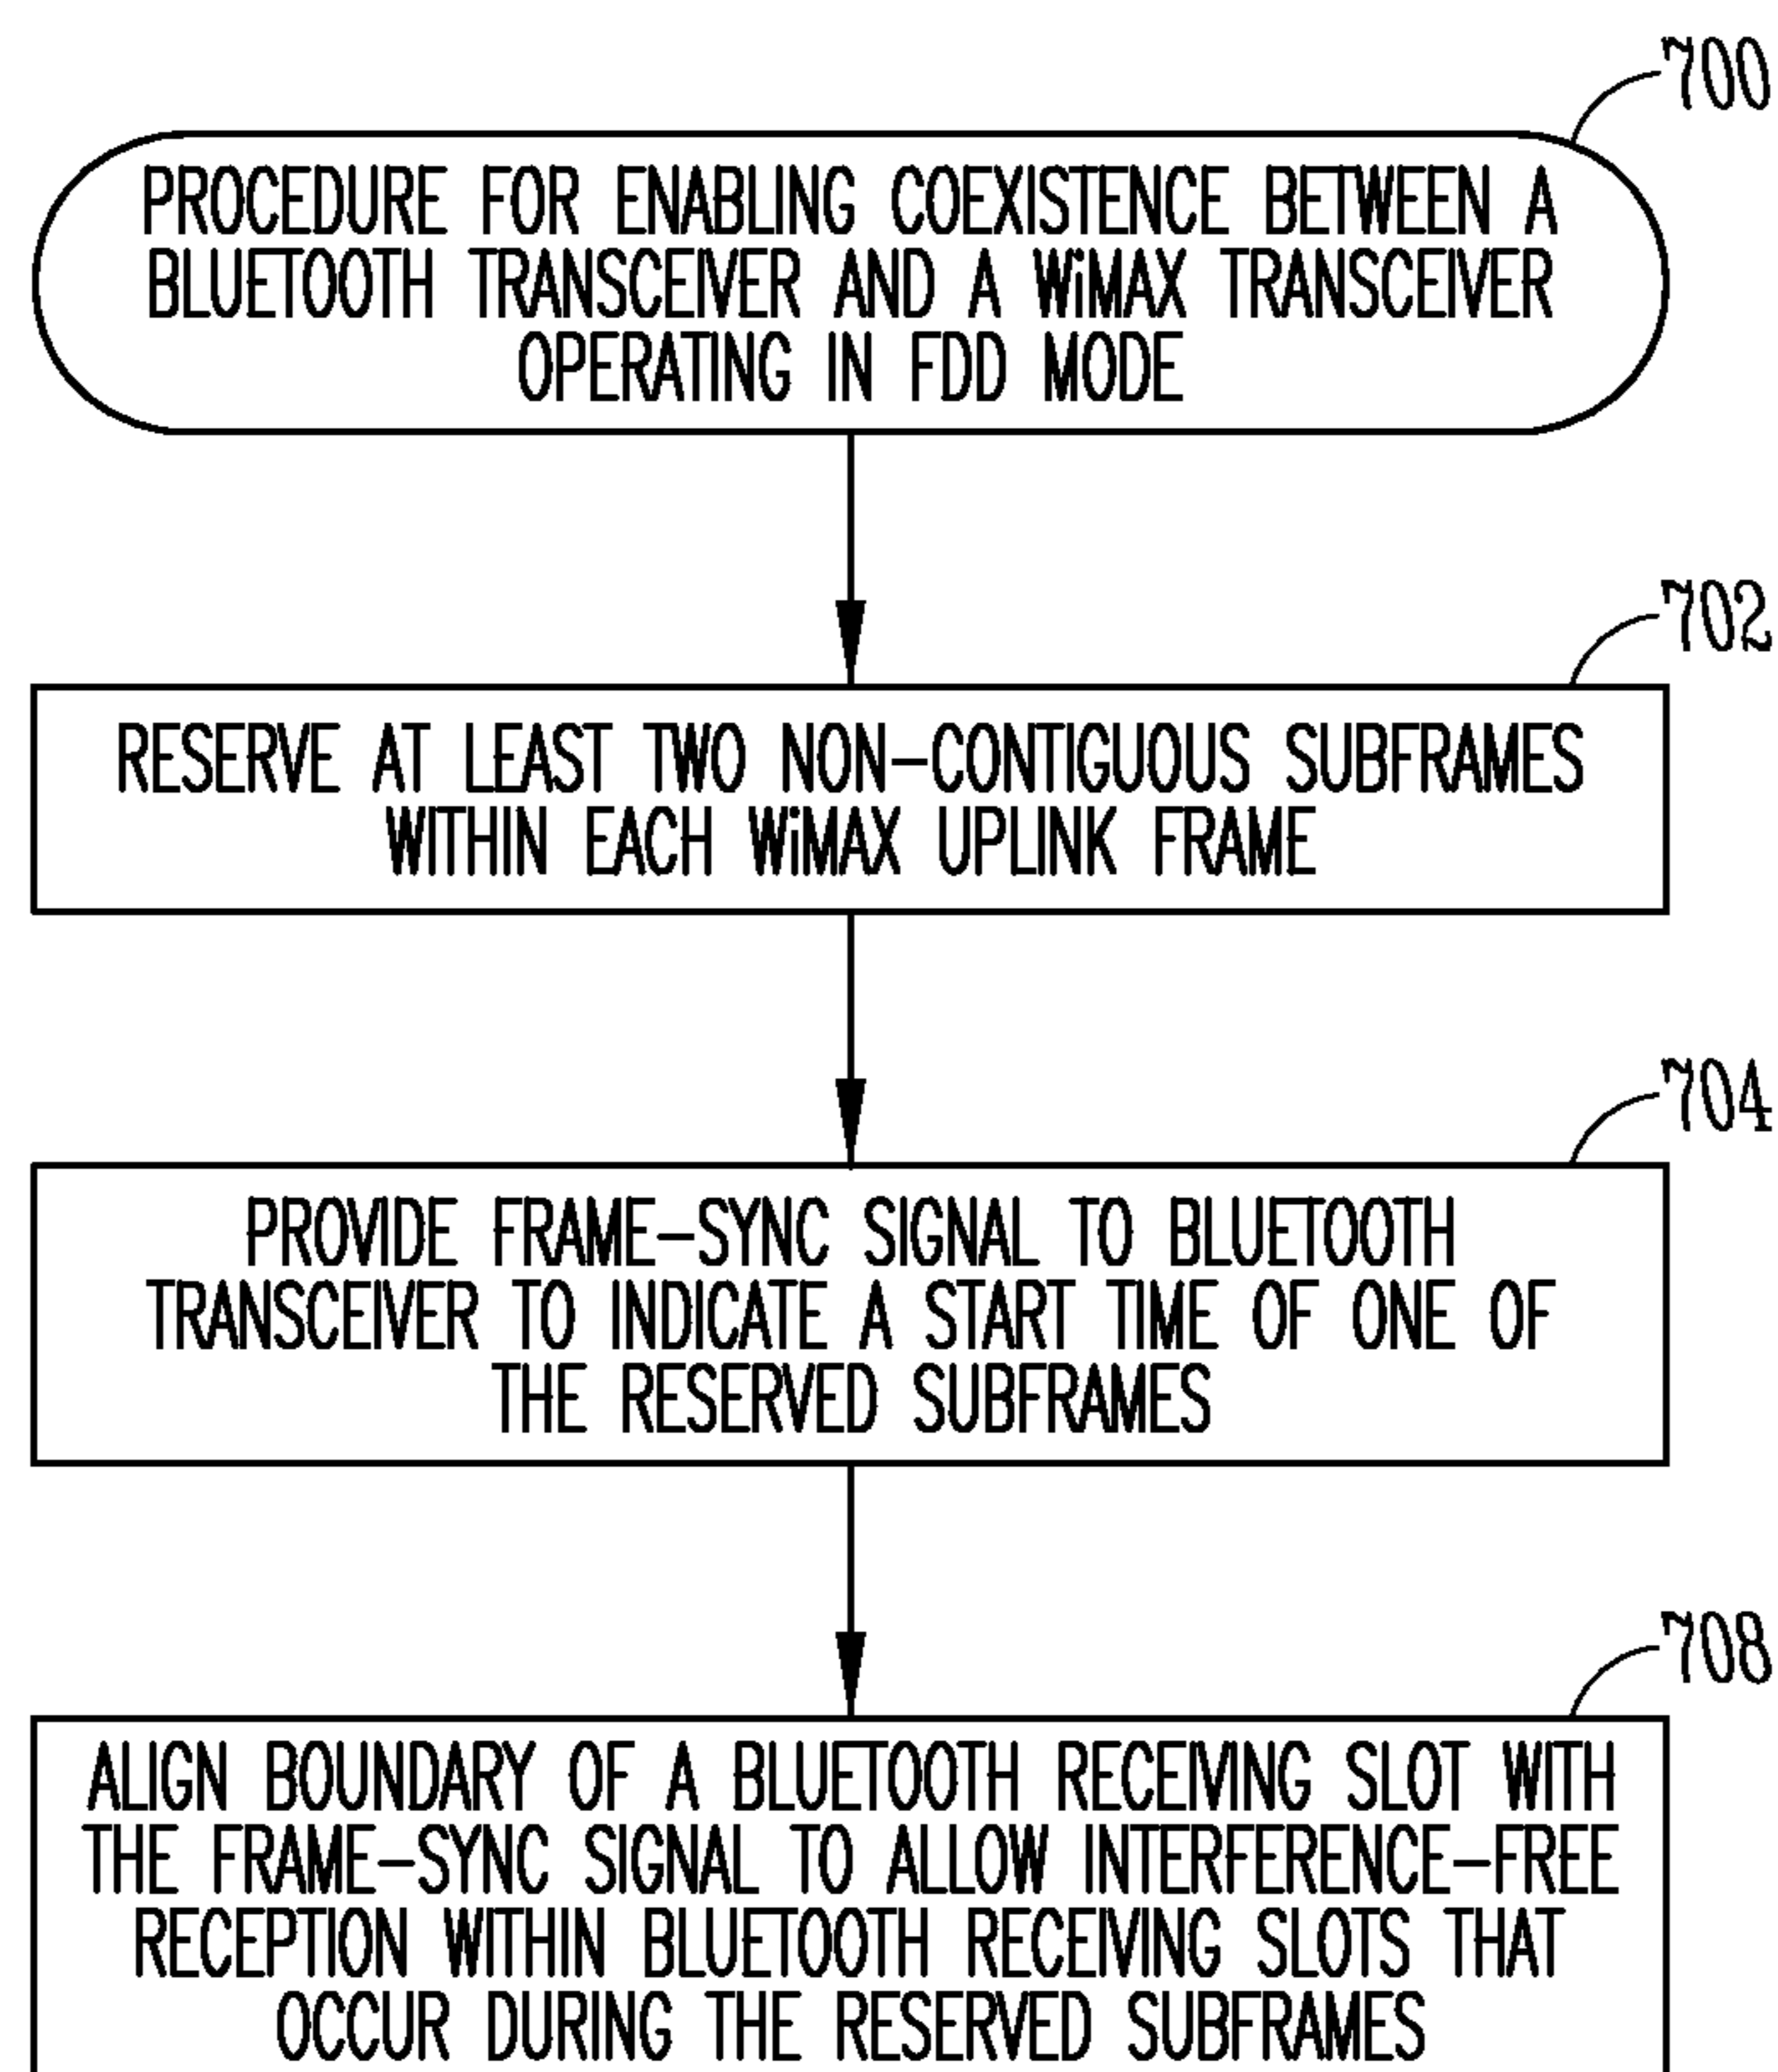 700
PROCEDURE FOR ENABLING COEXISTENCE BETWEEN A
BLUETOOTH TRANSCEIVER AND A WiMAX TRANSCEIVER
OPERATING IN FDD MODE
702
RESERVE AT LEAST TWO NON-CONTIGUOUS SUBFRAMES
WITHIN EACH WiMAX UPLINK FRAME
704
PROVIDE FRAME-SYNC SIGNAL TO BLUETOOTH
TRANSCEIVER TO INDICATE A START TIME OF ONE OF
THE RESERVED SUBFRAMES
708
ALIGN BOUNDARY OF A BLUETOOTH RECEIVING SLOT WITH
THE FRAME-SYNC SIGNAL TO ALLOW INTERFERENCE-FREE
RECEPTION WITHIN BLUETOOTH RECEIVING SLOTS THAT
OCCUR DURING THE RESERVED SUBFRAMES